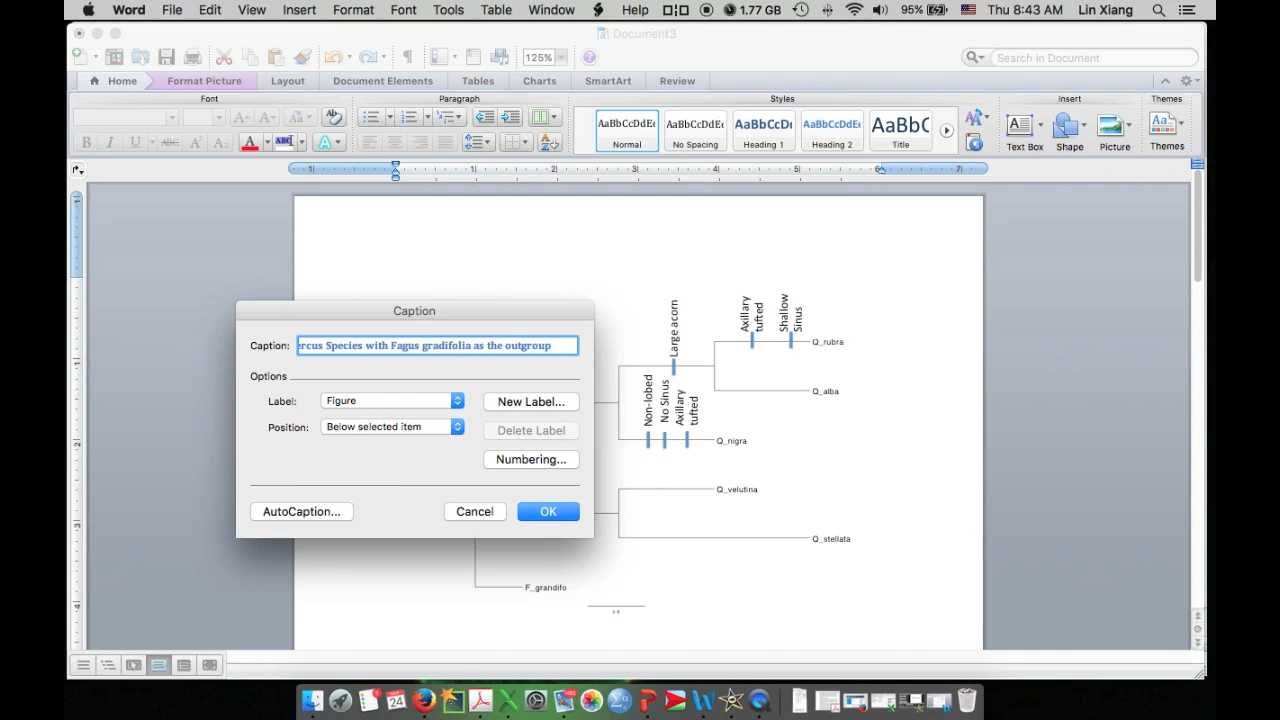 Word File Edit View Insert Format Font Tools Table Window Help 1.77 GB 95% Thu 8:43 AM Lin Xiang
Document3
125% Search in Document
Home Format Picture Layout Document Elements Tables Charts SmartArt Review
Font Paragraph Styles Insert Themes
AaBbCcDdEe AaBbCcDdEe AaBbCcDc AaBbCcDdEe AaBbC
Normal No Spacing Heading 1 Heading 2 Title Text Box Shape Picture Themes
Large acorn
Axillary
tufted
Shallow
Sinus
Q_rubra
Q_alba
Non-lobed
No Sinus
Axillary
tufted
Q_nigra
Q_velutina
Q_stellata
F_grandifo
Caption
Caption: rcus Species with Fagus gradifolia as the outgroup
Options
Label: Figure New Label...
Position: Below selected item Delete Label
Numbering...
AutoCaption... Cancel OK